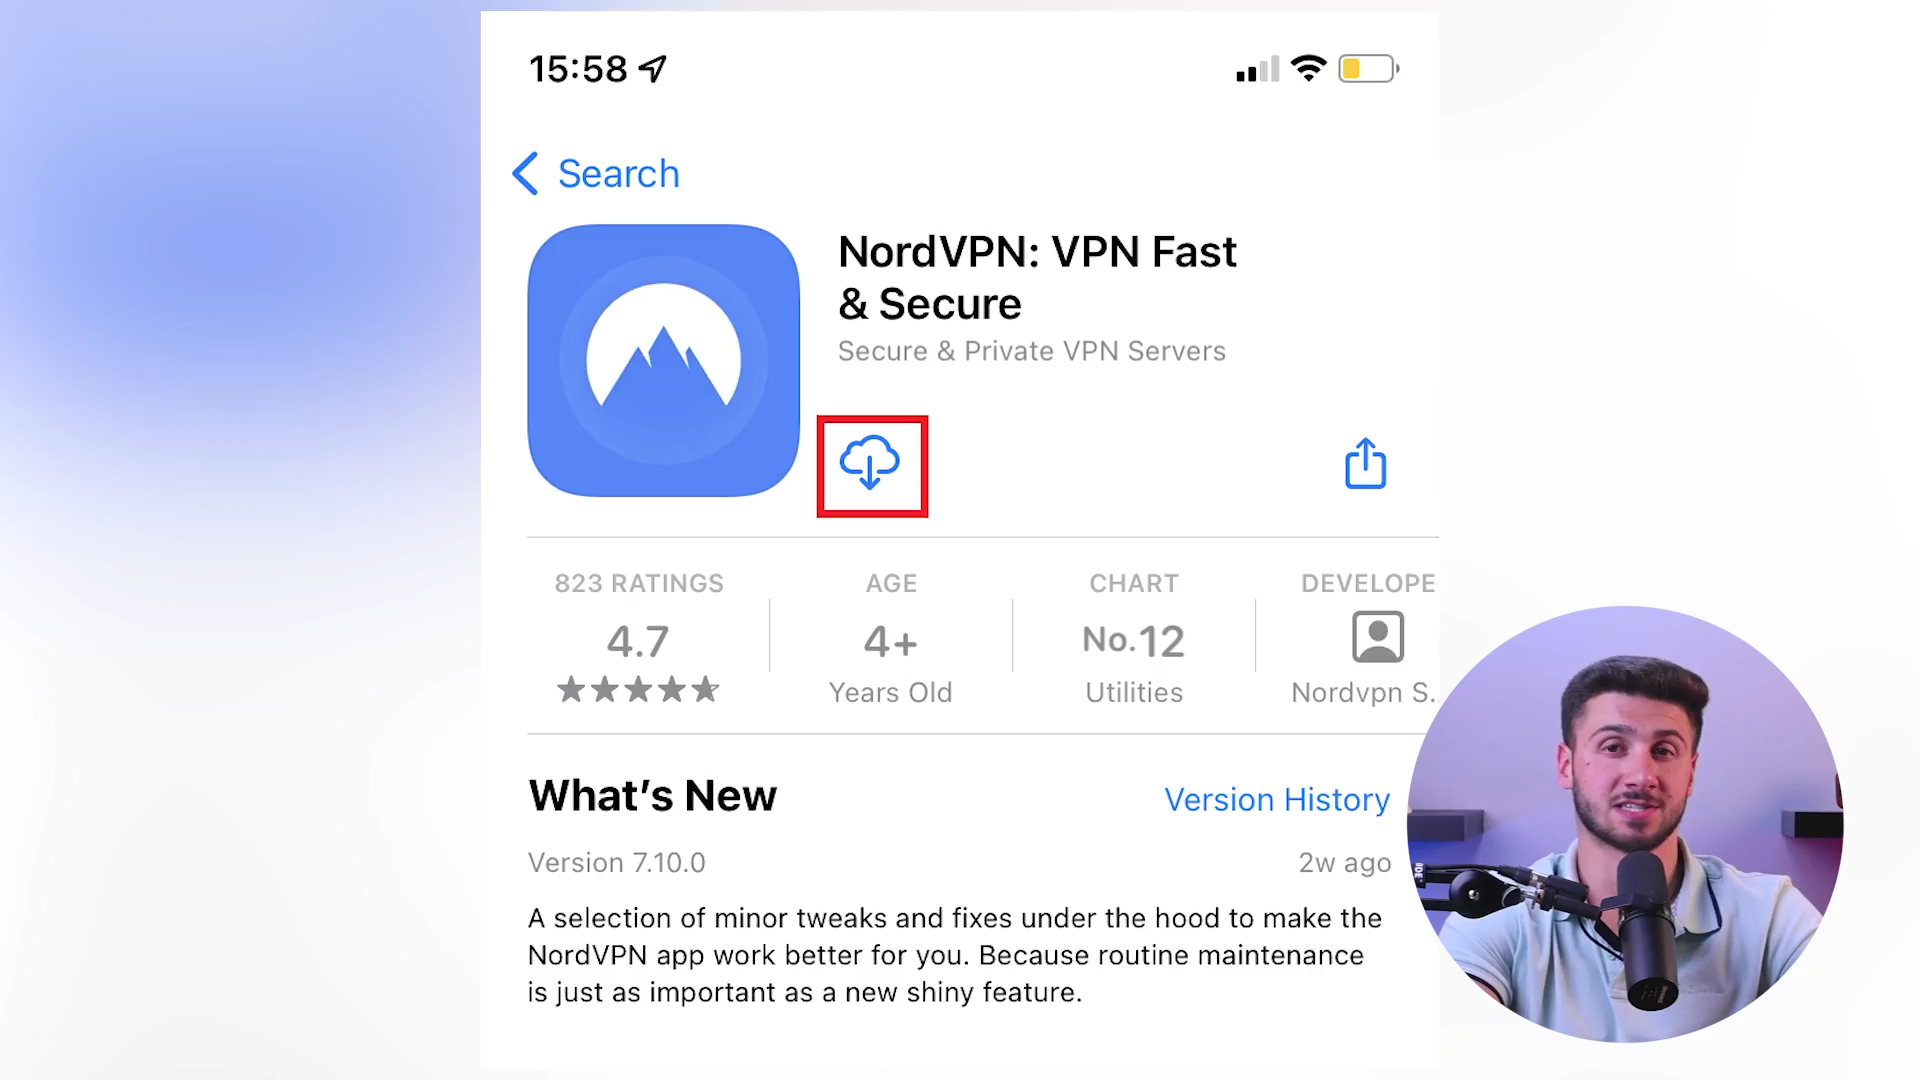 15:58
Search
NordVPN: VPN Fast
& Secure
Secure & Private VPN Servers
823 RATINGS
AGE
CHART
DEVELOPE
4.7
4+
No.12
Years Old
Utilities
Nordvpn S..
What's New
Version History
Version 7.10.0
2w ago
A selection of minor tweaks and fixes under the hood to make the
NordVPN app work better for you. Because routine maintenance
is just as important as a new shiny feature.